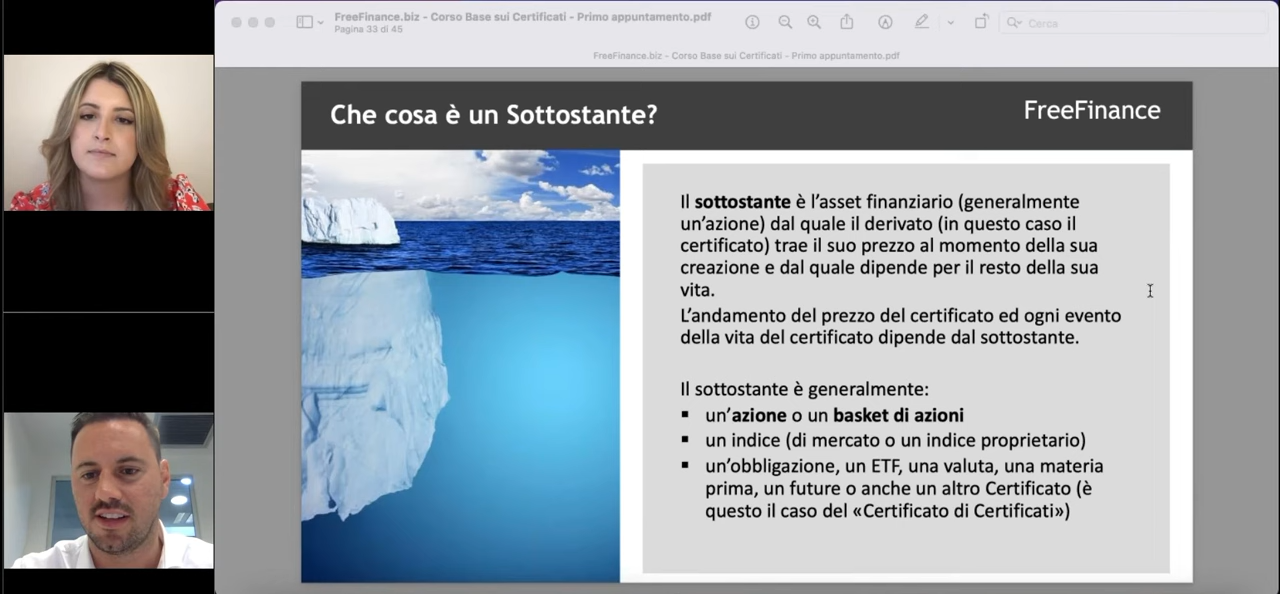 FreeFinance.biz - Corso Base sui Certificati - Primo appuntamento.pdf
Pagina 33 di 45
Cerca
FreeFinance.biz - Corso Base sui Certificati - Primo appuntamento.pdf
Che cosa è un Sottostante?
FreeFinance
Il sottostante è l’asset finanziario (generalmente
un’azione) dal quale il derivato (in questo caso il
certificato) trae il suo prezzo al momento della sua
creazione e dal quale dipende per il resto della sua
vita.
L’andamento del prezzo del certificato ed ogni evento
della vita del certificato dipende dal sottostante.
Il sottostante è generalmente:
▪ un’azione o un basket di azioni
▪ un indice (di mercato o un indice proprietario)
▪ un’obbligazione, un ETF, una valuta, una materia
prima, un future o anche un altro Certificato (è
questo il caso del «Certificato di Certificati»)